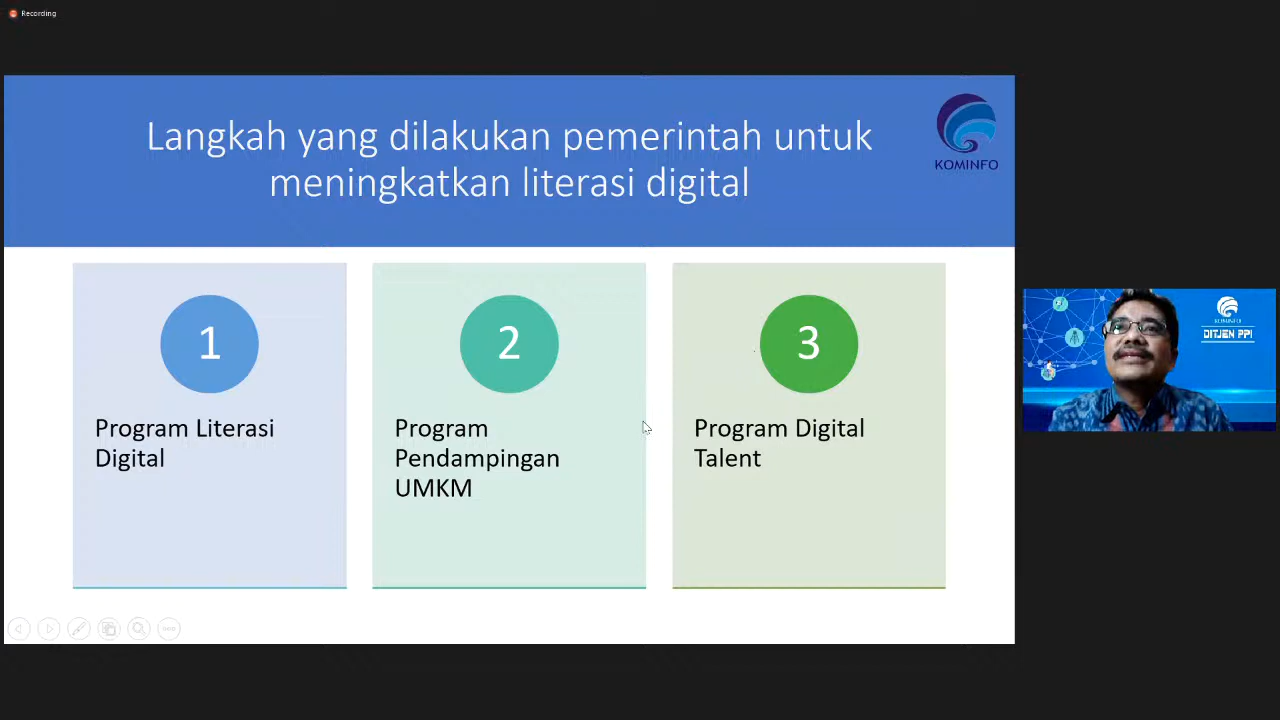 Recording
Langkah yang dilakukan pemerintah untuk
meningkatkan literasi digital
KOMINFO
1
Program Literasi
Digital
2
Program
Pendampingan
UMKM
3
Program Digital
Talent
KOMINFO
DITJEN PPI